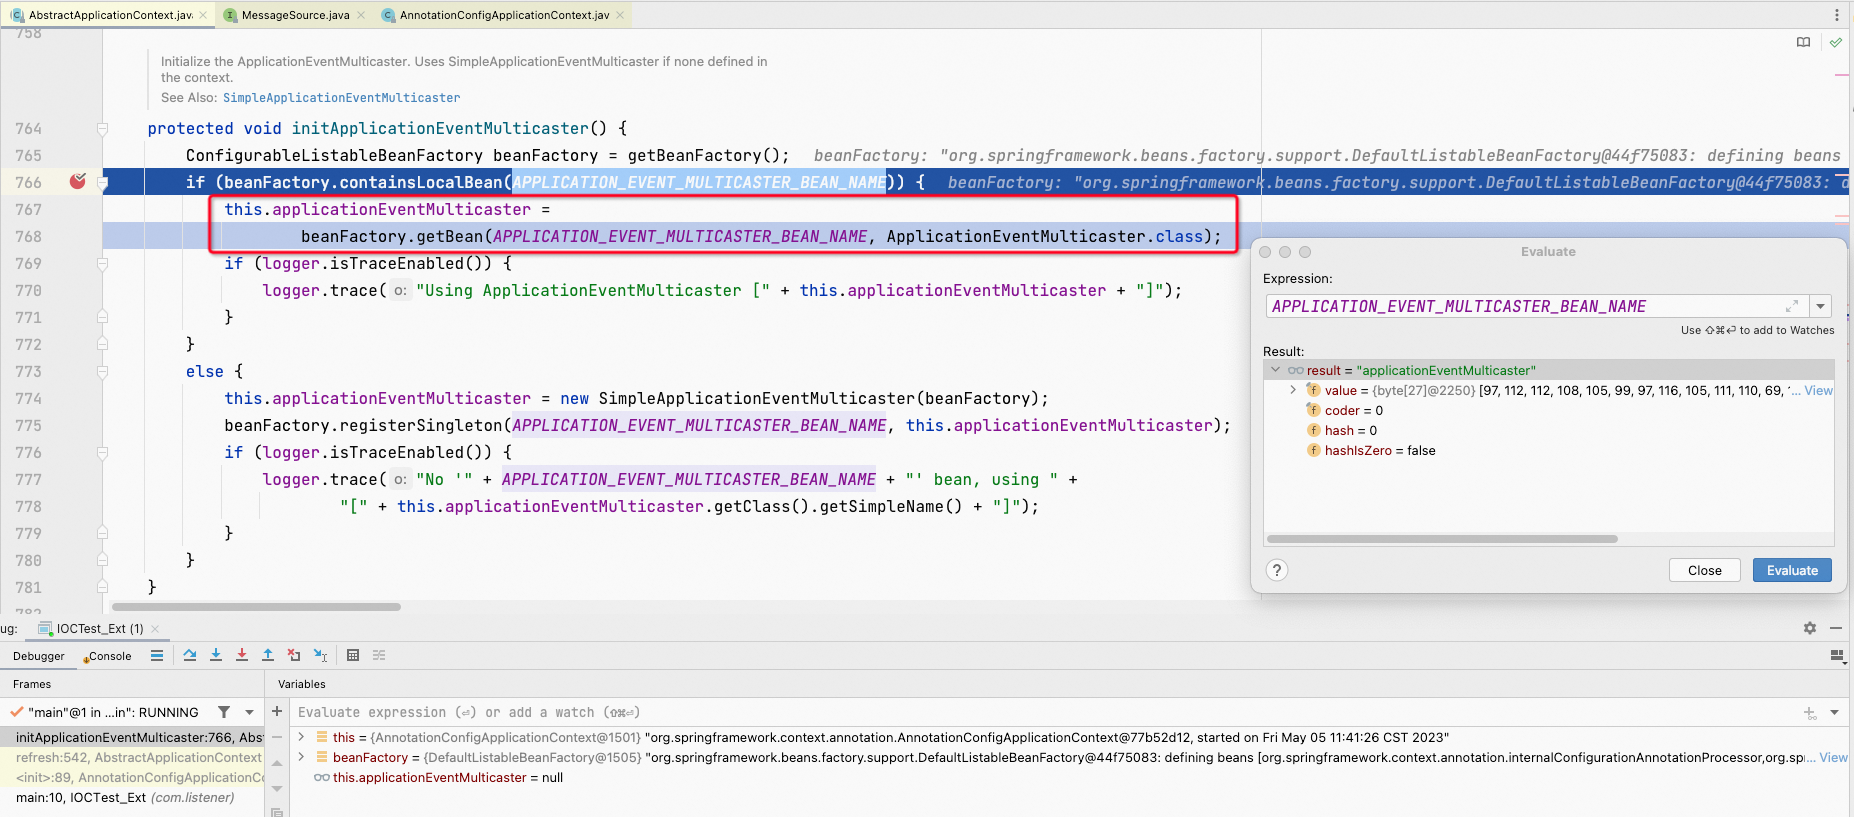 AbstractApplicationContext.java
MessageSource.java
AnnotationConfigApplicationContext.jav
758
Initialize the ApplicationEventMulticaster. Uses SimpleApplicationEventMulticaster if none defined in
the context.
See Also: SimpleApplicationEventMulticaster
764 protected void initApplicationEventMulticaster() {
765 ConfigurableListableBeanFactory beanFactory = getBeanFactory(); beanFactory: "org.springframework.beans.factory.support.DefaultListableBeanFactory@44f75083: defining beans
766 if (beanFactory.containsLocalBean(APPLICATION_EVENT_MULTICASTER_BEAN_NAME)) { beanFactory: "org.springframework.beans.factory.support.DefaultListableBeanFactory@44f75083: d
767 this.applicationEventMulticaster =
768 beanFactory.getBean(APPLICATION_EVENT_MULTICASTER_BEAN_NAME, ApplicationEventMulticaster.class);
769 if (logger.isTraceEnabled()) {
770 logger.trace( o: "Using ApplicationEventMulticaster [" + this.applicationEventMulticaster + "]");
771 }
772 }
773 else {
774 this.applicationEventMulticaster = new SimpleApplicationEventMulticaster(beanFactory);
775 beanFactory.registerSingleton(APPLICATION_EVENT_MULTICASTER_BEAN_NAME, this.applicationEventMulticaster);
776 if (logger.isTraceEnabled()) {
777 logger.trace( o: "No '" + APPLICATION_EVENT_MULTICASTER_BEAN_NAME + "' bean, using " +
778 "[" + this.applicationEventMulticaster.getClass().getSimpleName() + "]");
779 }
780 }
781 }
782
Evaluate
Expression:
APPLICATION_EVENT_MULTICASTER_BEAN_NAME
Use ⇧⌘⏎ to add to Watches
Result:
result = "applicationEventMulticaster"
value = {byte[27]@2250} [97, 112, 112, 108, 105, 99, 97, 116, 105, 111, 110, 69, ... View
coder = 0
hash = 0
hashIsZero = false
?
Close
Evaluate
ug: IOCTest_Ext (1)
Debugger
Console
Frames
Variables
"main"@1 in ...in": RUNNING
Evaluate expression (⏎) or add a watch (⇧⌘⏎)
initApplicationEventMulticaster:766, Abs
refresh:542, AbstractApplicationContext
<init>:89, AnnotationConfigApplicationCo
main:10, IOCTest_Ext (com.listener)
this = {AnnotationConfigApplicationContext@1501} "org.springframework.context.annotation.AnnotationConfigApplicationContext@77b52d12, started on Fri May 05 11:41:26 CST 2023"
beanFactory = {DefaultListableBeanFactory@1505} "org.springframework.beans.factory.support.DefaultListableBeanFactory@44f75083: defining beans [org.springframework.context.annotation.internalConfigurationAnnotationProcessor,org.spr... View
this.applicationEventMulticaster = null